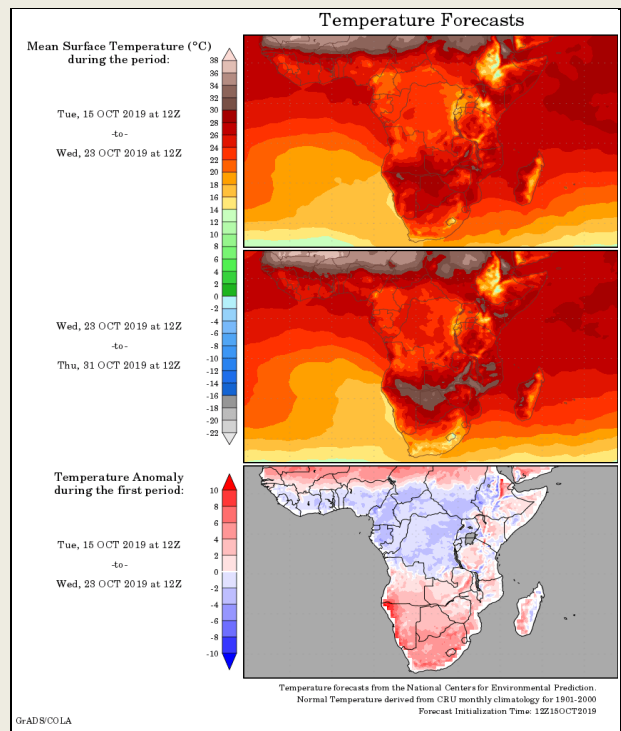 Temperature Forecasts
Mean Surface Temperature (°C)
during the period:
Tue, 15 OCT 2019 at 12Z
-to-
Wed, 23 OCT 2019 at 12Z
38
36
34
32
30
28
26
24
22
20
18
16
14
12
10
8
6
4
2
0
-2
-4
-6
-8
-10
-12
-14
-16
-17
-18
-20
-22
Wed, 23 OCT 2019 at 12Z
-to-
Thu, 31 OCT 2019 at 12Z
Temperature Anomaly
during the first period:
Tue, 15 OCT 2019 at 12Z
-to-
Wed, 23 OCT 2019 at 12Z
10
8
6
4
2
0
-2
-4
-6
-8
-10
Temperature forecasts from the National Centers for Environmental Prediction.
Normal Temperature derived from CRU monthly climatology for 1901-2000
Forecast Initialization Time: 12Z15OCT2019
GrADS/COLA